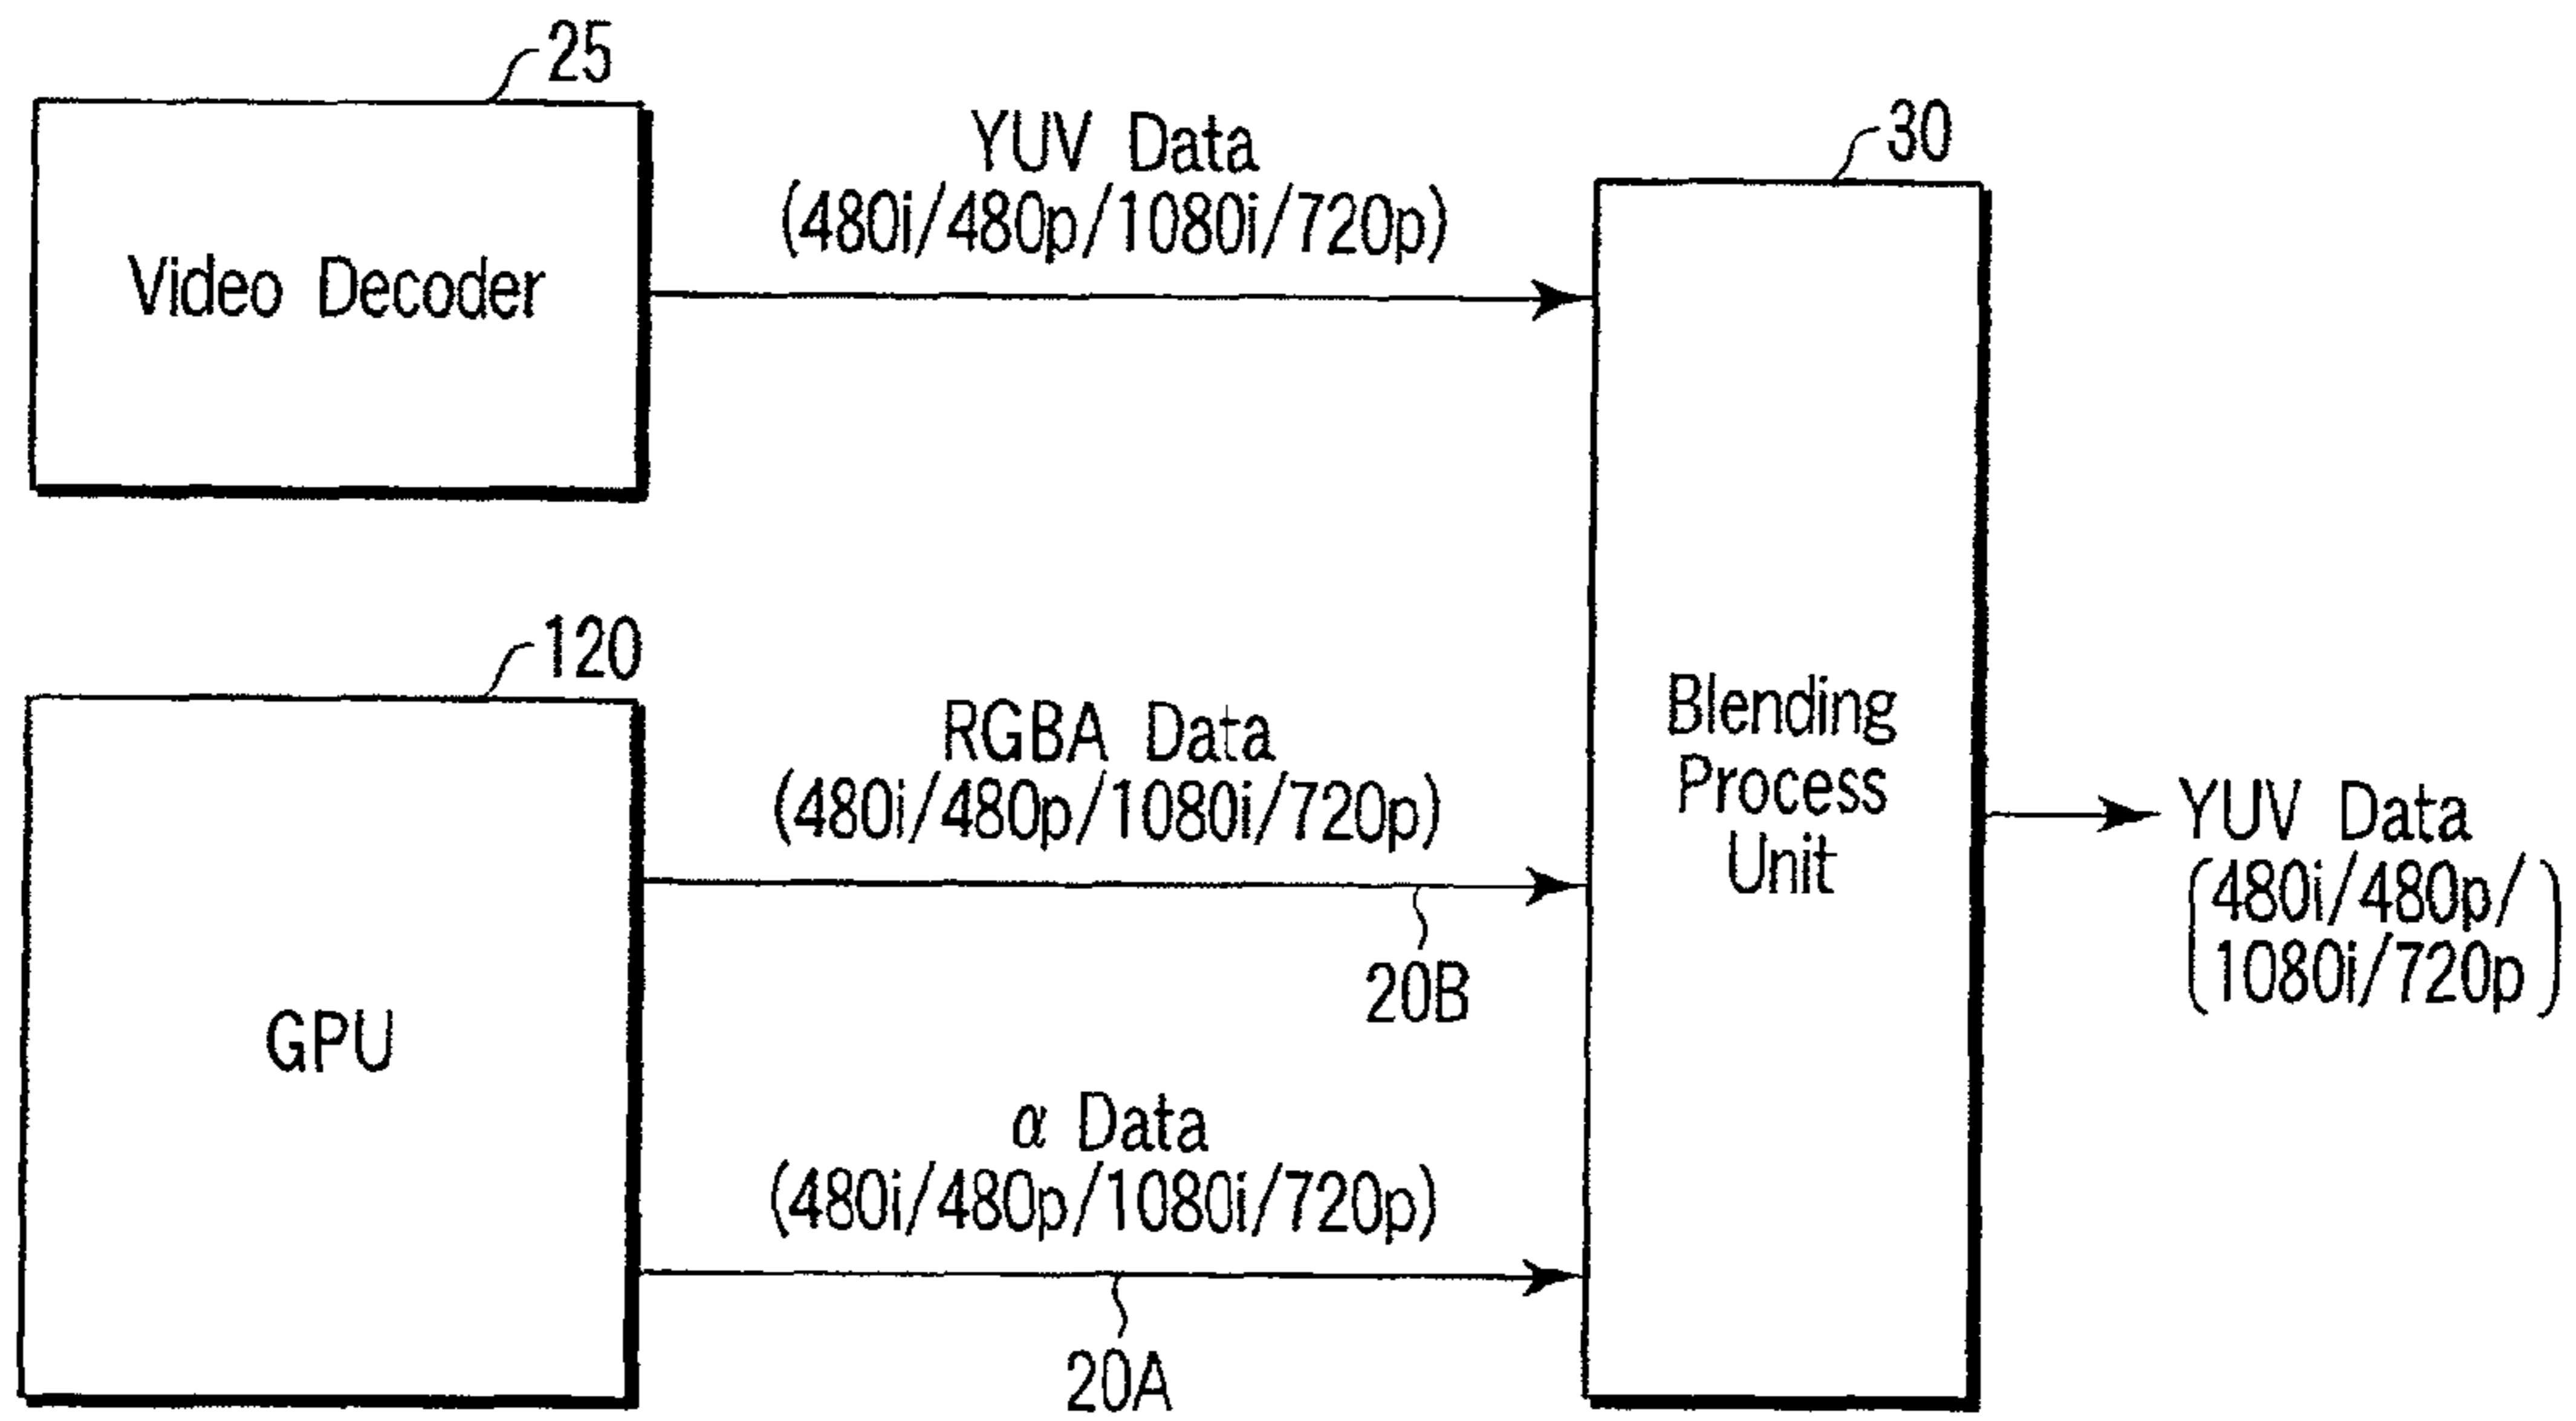 25
YUV Data
(480i/480p/1080i/720p)
30
Video Decoder
120
RGBA Data
(480i/480p/1080i/720p)
Blending
Process
Unit
YUV Data
(480i/480p/
1080i/720p)
20B
GPU
α Data
(480i/480p/1080i/720p)
20A